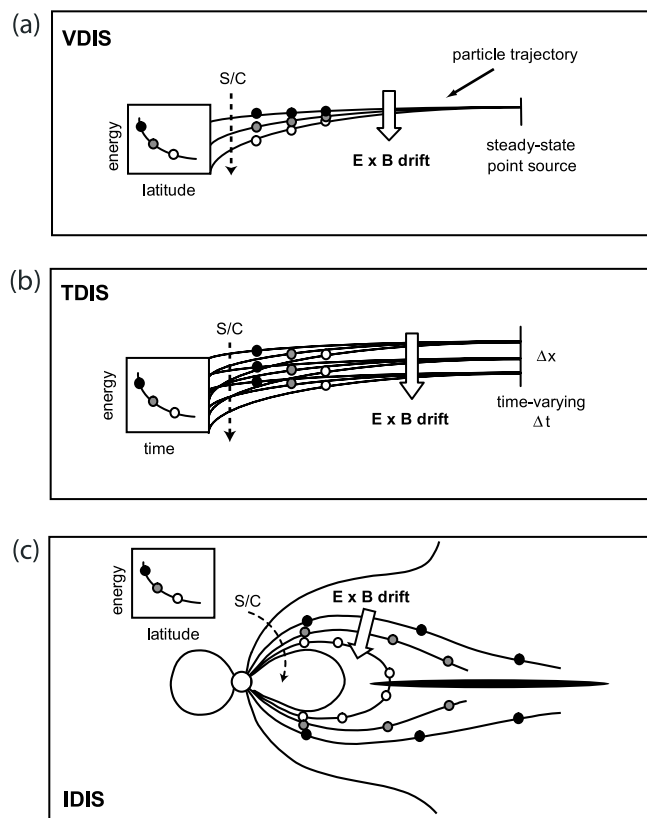 (a)
VDIS
S/C
particle trajectory
energy
latitude
E x B drift
steady-state
point source
(b)
TDIS
S/C
energy
time
E x B drift
Δx
time-varying
Δt
(c)
energy
latitude
S/C
E x B drift
IDIS